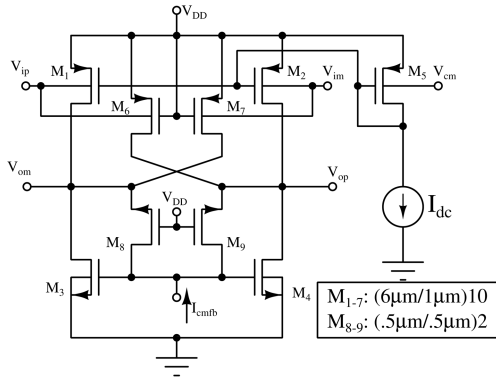 V_DD
V_ip M_1 M_2 V_im M_5 V_cm
M_6 M_7
V_om V_op
V_DD
I_dc
M_8 M_9
M_3 M_4
I_cmfb
M_1-7: (6μm/1μm)10
M_8-9: (.5μm/.5μm)2